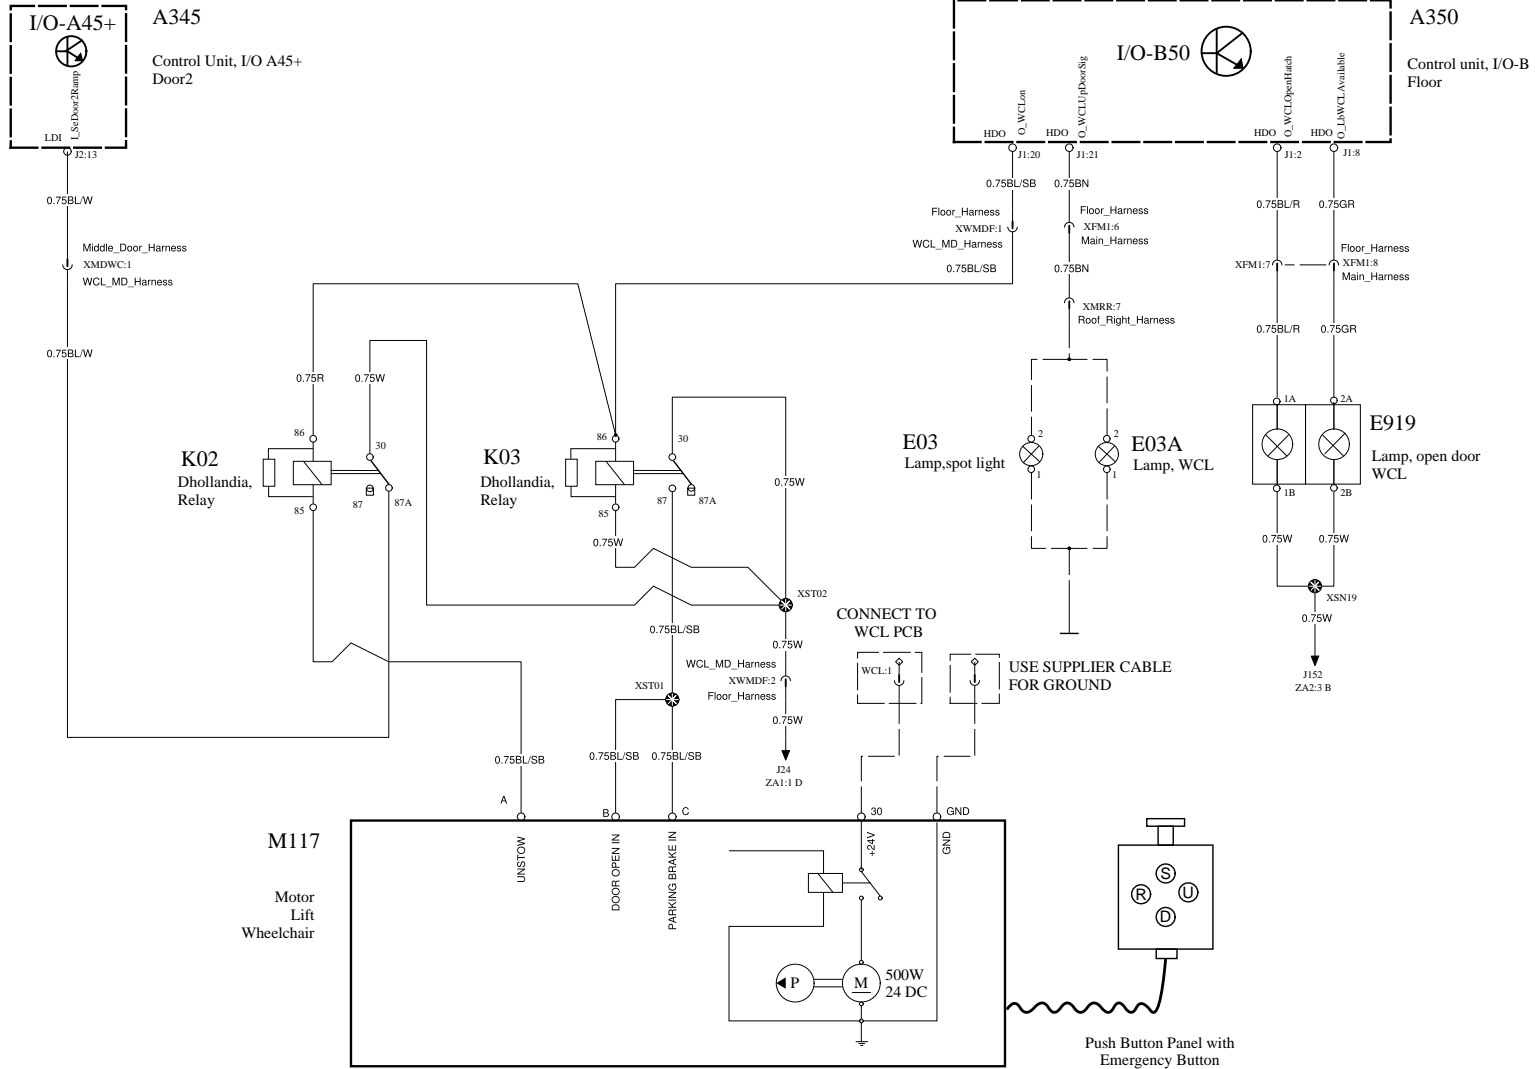 I/O-A45+
A345
Control Unit, I/O A45+
Door2
I_SeDoor2Ramp
LDI
J2:13
0.75BL/W
Middle_Door_Harness
XMDWC:1
WCL_MD_Harness
0.75BL/W
I/O-B50
A350
Control unit, I/O-B
Floor
HDO
O_WCLon
HDO
O_WCLUpDoorSig
HDO
O_WCLOpenHatch
HDO
O_LbWCLAvailable
J1:20
J1:21
J1:2
J1:8
0.75BL/SB
0.75BN
0.75BL/R
0.75GR
Floor_Harness
XWMDF:1
WCL_MD_Harness
0.75BL/SB
Floor_Harness
XFM1:6
Main_Harness
0.75BN
XMRR:7
Roof_Right_Harness
XFM1:7
Floor_Harness
XFM1:8
Main_Harness
0.75BL/R
0.75GR
0.75R
0.75W
86
30
K02
Dhollandia,
Relay
85
87
87A
86
30
K03
Dhollandia,
Relay
85
87
87A
0.75W
0.75W
E03
Lamp,spot light
2
1
2
1
E03A
Lamp, WCL
1A
2A
E919
Lamp, open door
WCL
1B
2B
0.75W
0.75W
XSN19
0.75W
J152
ZA2:3 B
XST02
0.75BL/SB
0.75W
WCL_MD_Harness
XWMDF:2
Floor_Harness
0.75W
J24
ZA1:1 D
XST01
0.75BL/SB
0.75BL/SB
0.75BL/SB
CONNECT TO
WCL PCB
WCL:1
USE SUPPLIER CABLE
FOR GROUND
A
B
C
30
GND
M117
Motor
Lift
Wheelchair
UNSTOW
DOOR OPEN IN
PARKING BRAKE IN
+24V
GND
P
M
500W
24 DC
S
R
U
D
Push Button Panel with
Emergency Button